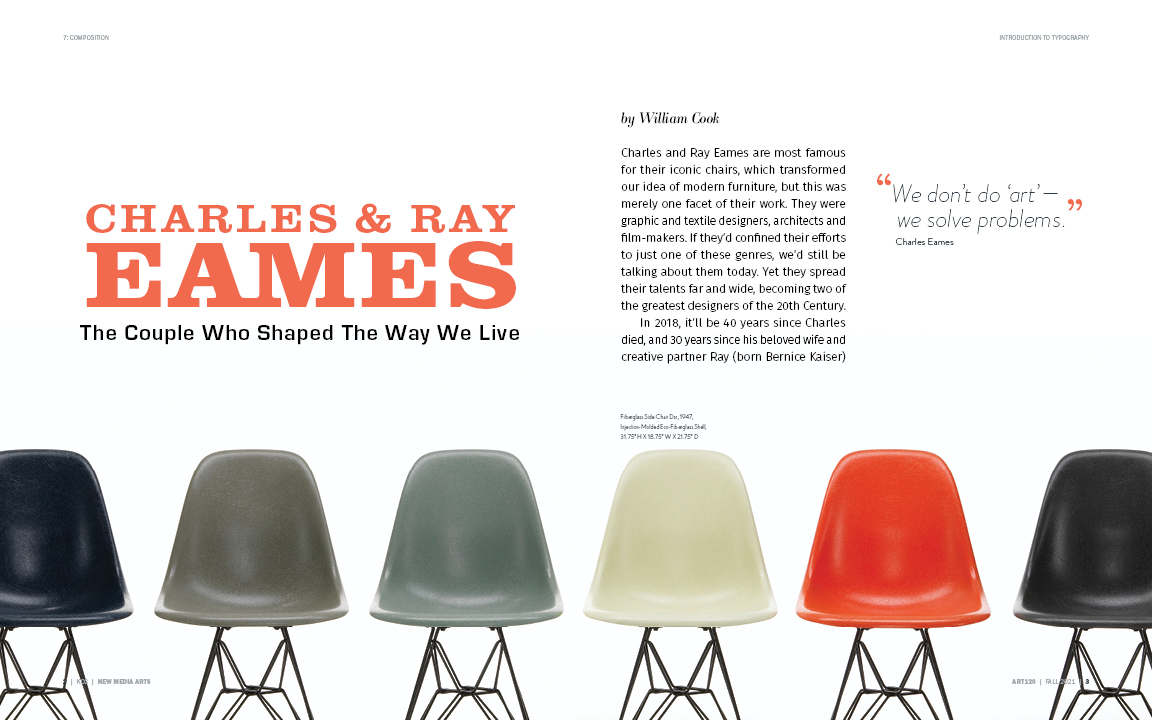 7: COMPOSITION
INTRODUCTION TO TYPOGRAPHY
CHARLES & RAY
EAMES
The Couple Who Shaped The Way We Live
by William Cook
Charles and Ray Eames are most famous
for their iconic chairs, which transformed
our idea of modern furniture, but this was
merely one facet of their work. They were
graphic and textile designers, architects and
film-makers. If they’d confined their efforts
to just one of these genres, we’d still be
talking about them today. Yet they spread
their talents far and wide, becoming two of
the greatest designers of the 20th Century.
In 2018, it’ll be 40 years since Charles
died, and 30 years since his beloved wife and
creative partner Ray (born Bernice Kaiser)
“We don’t do ‘art’ —
we solve problems.”
Charles Eames
Fiberglass Side Chair Dsr, 1947,
Injection-Molded Eco-Fiberglass Shell,
31.75" H X 18.75" W X 21.75" D
| NEW MEDIA ARTS
ART120 | FALL 2021 | 3